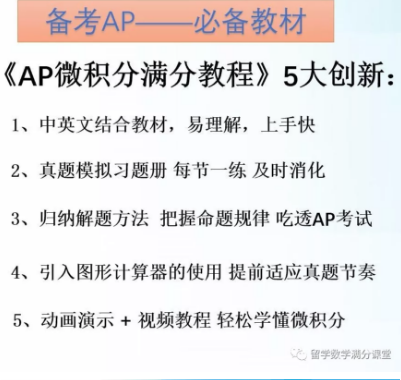 备考AP——必备教材
《AP微积分满分教程》5大创新：
1、中英文结合教材，易理解，上手快
2、真题模拟习题册 每节一练 及时消化
3、归纳解题方法 把握命题规律 吃透AP考试
4、引入图形计算器的使用 提前适应真题节奏
5、动画演示 + 视频教程 轻松学懂微积分
留学数学满分课堂